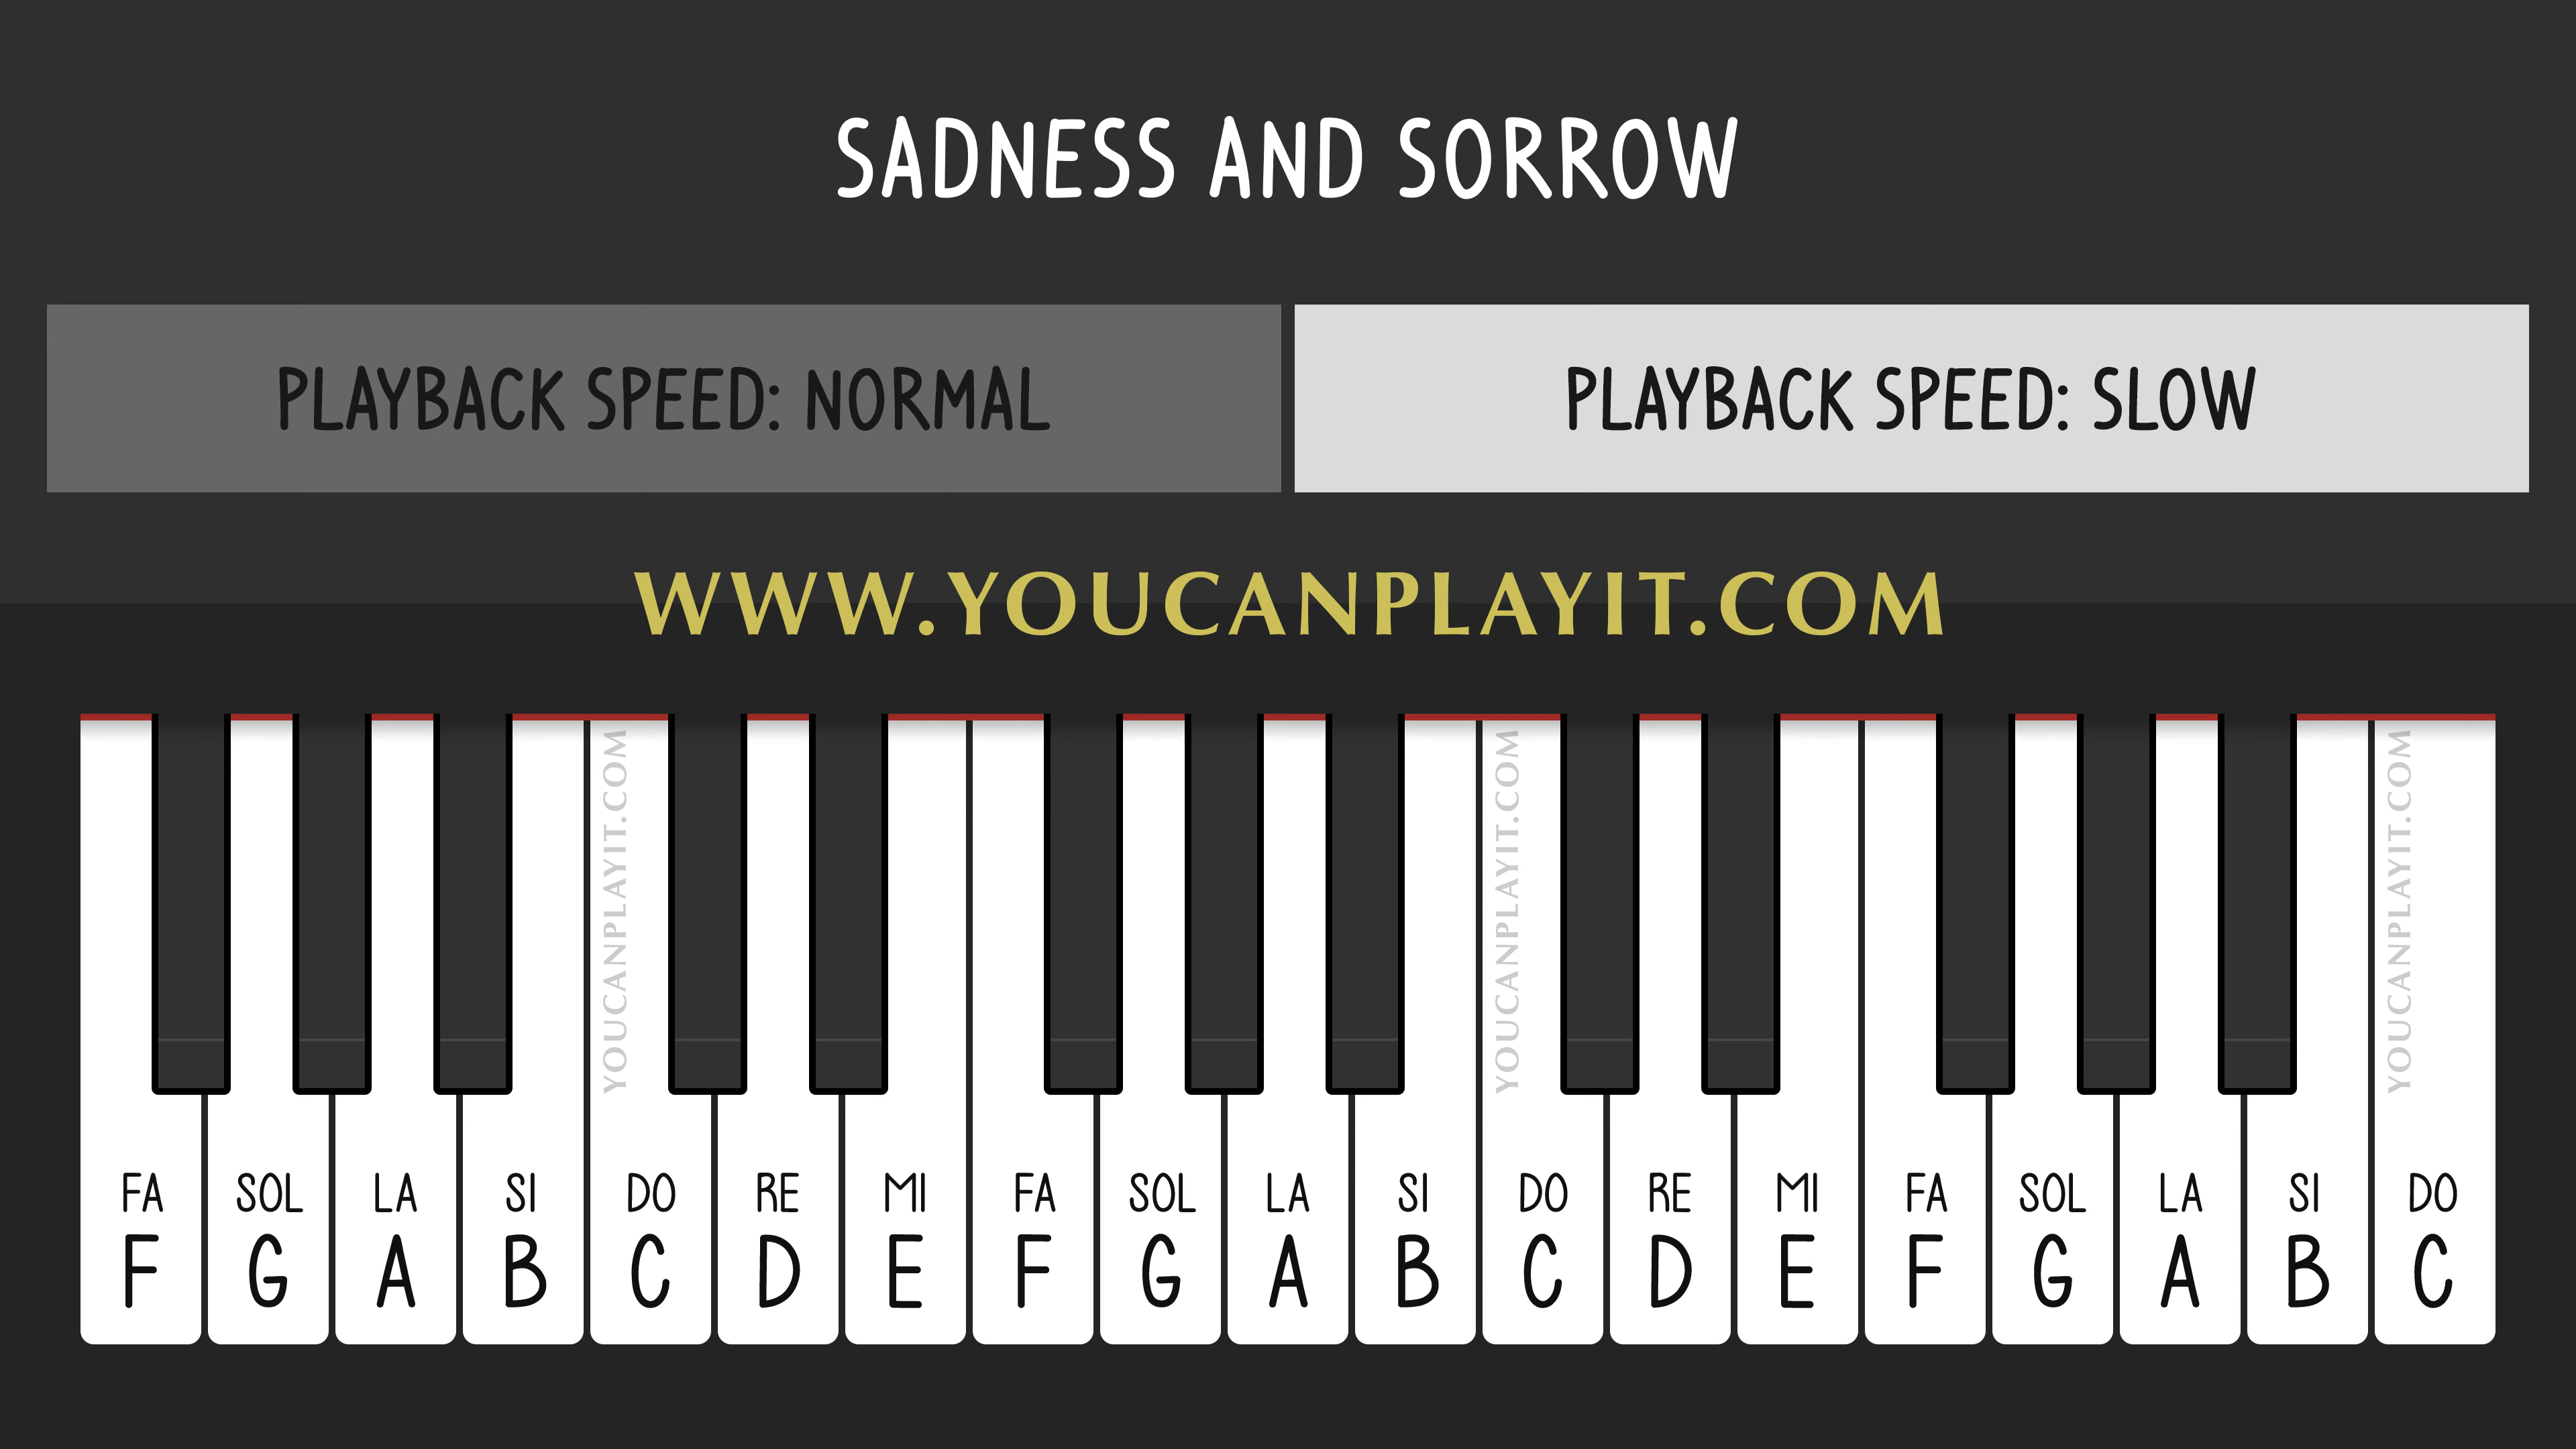 SADNESS AND SORROW
PLAYBACK SPEED: NORMAL
PLAYBACK SPEED: SLOW
WWW.YOUCANPLAYIT.COM
YOUCANPLAYIT.COM
YOUCANPLAYIT.COM
YOUCANPLAYIT.COM
FA SOL LA SI DO RE MI FA SOL LA SI DO RE MI FA SOL LA SI DO
F G A B C D E F G A B C D E F G A B C